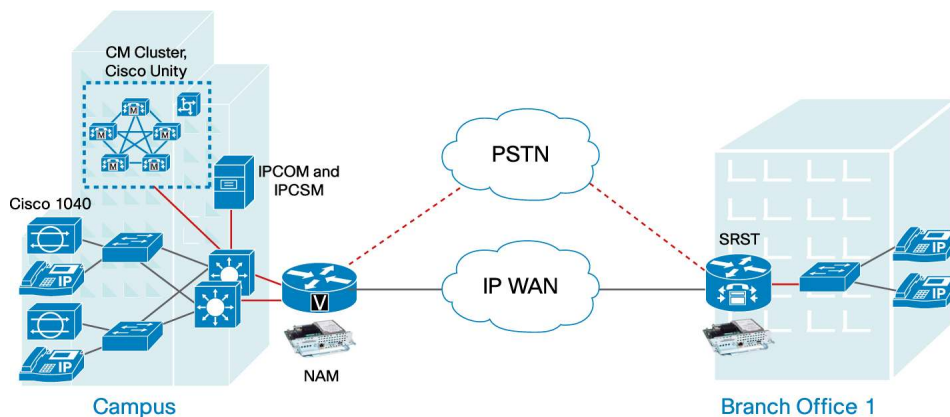 CM Cluster,
Cisco Unity
M
M
M
M
M
IPCOM and
IPCSM
Cisco 1040
IP
IP
V
NAM
PSTN
IP WAN
SRST
IP
IP
Campus
Branch Office 1